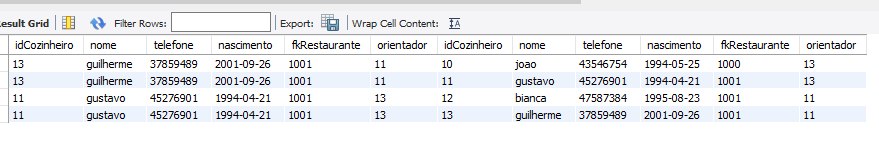 Result Grid Filter Rows: Export: Wrap Cell Content: IA
idCozinheiro nome telefone nascimento fkRestaurante orientador idCozinheiro nome telefone nascimento fkRestaurante orientador
13 guilherme 37859489 2001-09-26 1001 11 10 joao 43546754 1994-05-25 1000 13
13 guilherme 37859489 2001-09-26 1001 11 11 gustavo 45276901 1994-04-21 1001 13
11 gustavo 45276901 1994-04-21 1001 13 12 bianca 47587384 1995-08-23 1001 11
11 gustavo 45276901 1994-04-21 1001 13 13 guilherme 37859489 2001-09-26 1001 11